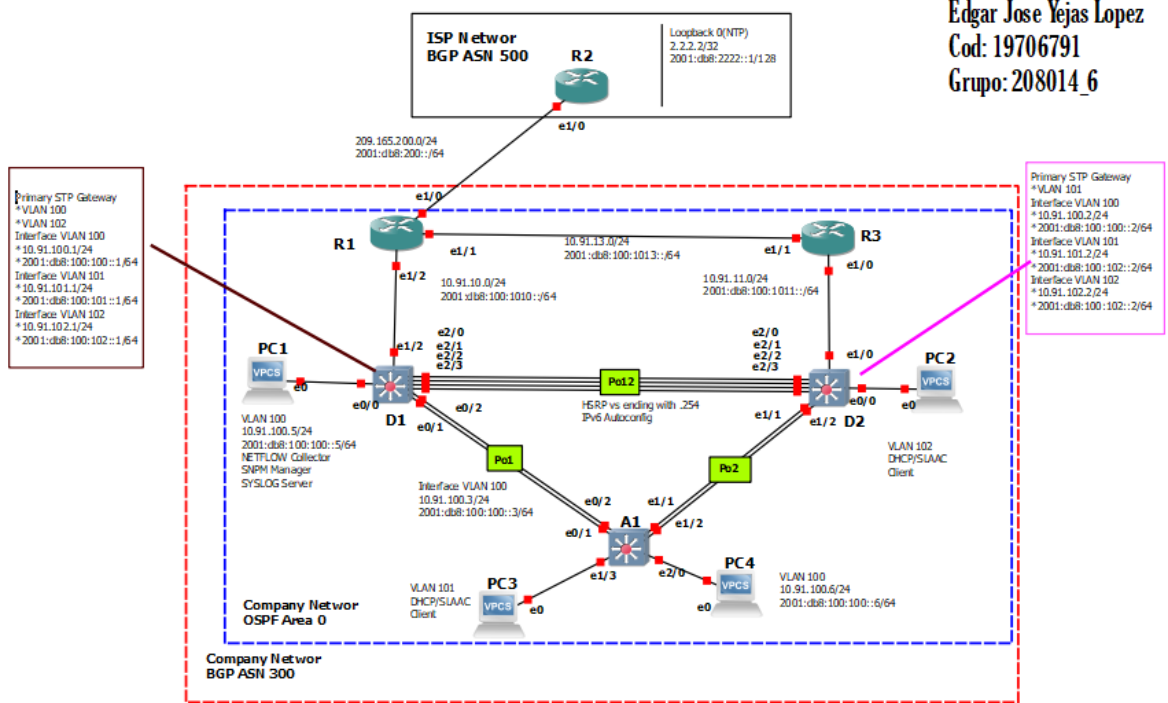 Edgar Jose Yejas Lopez
Cod: 19706791
Grupo: 208014_6
ISP Networ
BGP ASN 500
R2
Loopback 0(NTP)
2.2.2.2/32
2001:db8:2222::1/128
e1/0
209.165.200.0/24
2001:db8:200::/64
Primary STP Gateway
*VLAN 100
*VLAN 102
Interface VLAN 100
*10.91.100.1/24
*2001:db8:100:100::1/64
Interface VLAN 101
*10.91.101.1/24
*2001:db8:100:101::1/64
Interface VLAN 102
*10.91.102.1/24
*2001:db8:100:102::1/64
Primary STP Gateway
*VLAN 101
Interface VLAN 100
*10.91.100.2/24
*2001:db8:100:100::2/64
Interface VLAN 101
*10.91.101.2/24
*2001:db8:100:102::2/64
Interface VLAN 102
*10.91.102.2/24
*2001:db8:100:102::2/64
e1/0
R1
e1/1
e1/2
10.91.13.0/24
2001:db8:100:1013::/64
e1/1
R3
e1/0
10.91.10.0/24
2001:db8:100:1010::/64
10.91.11.0/24
2001:db8:100:1011::/64
e1/2
e2/0
e2/1
e2/2
e2/3
e2/0
e2/1
e2/2
e2/3
e1/0
PC1
VPCS
e0
e0/0
D1
e0/2
e0/1
Po12
HSRP vs ending with .254
IPv6 Autoconfig
e1/1
e1/2
D2
e0/0
PC2
VPCS
e0
VLAN 100
10.91.100.5/24
2001:db8:100:100::5/64
NETFLOW Collector
SNPM Manager
SYSLOG Server
VLAN 102
DHCP/SLAAC
Client
Po1
Po2
Interface VLAN 100
10.91.100.3/24
2001:db8:100:100::3/64
e0/2
e0/1
A1
e1/1
e1/2
e1/3
e2/0
VLAN 101
DHCP/SLAAC
Client
PC3
VPCS
e0
PC4
VPCS
e0
VLAN 100
10.91.100.6/24
2001:db8:100:100::6/64
Company Networ
OSPF Area 0
Company Networ
BGP ASN 300